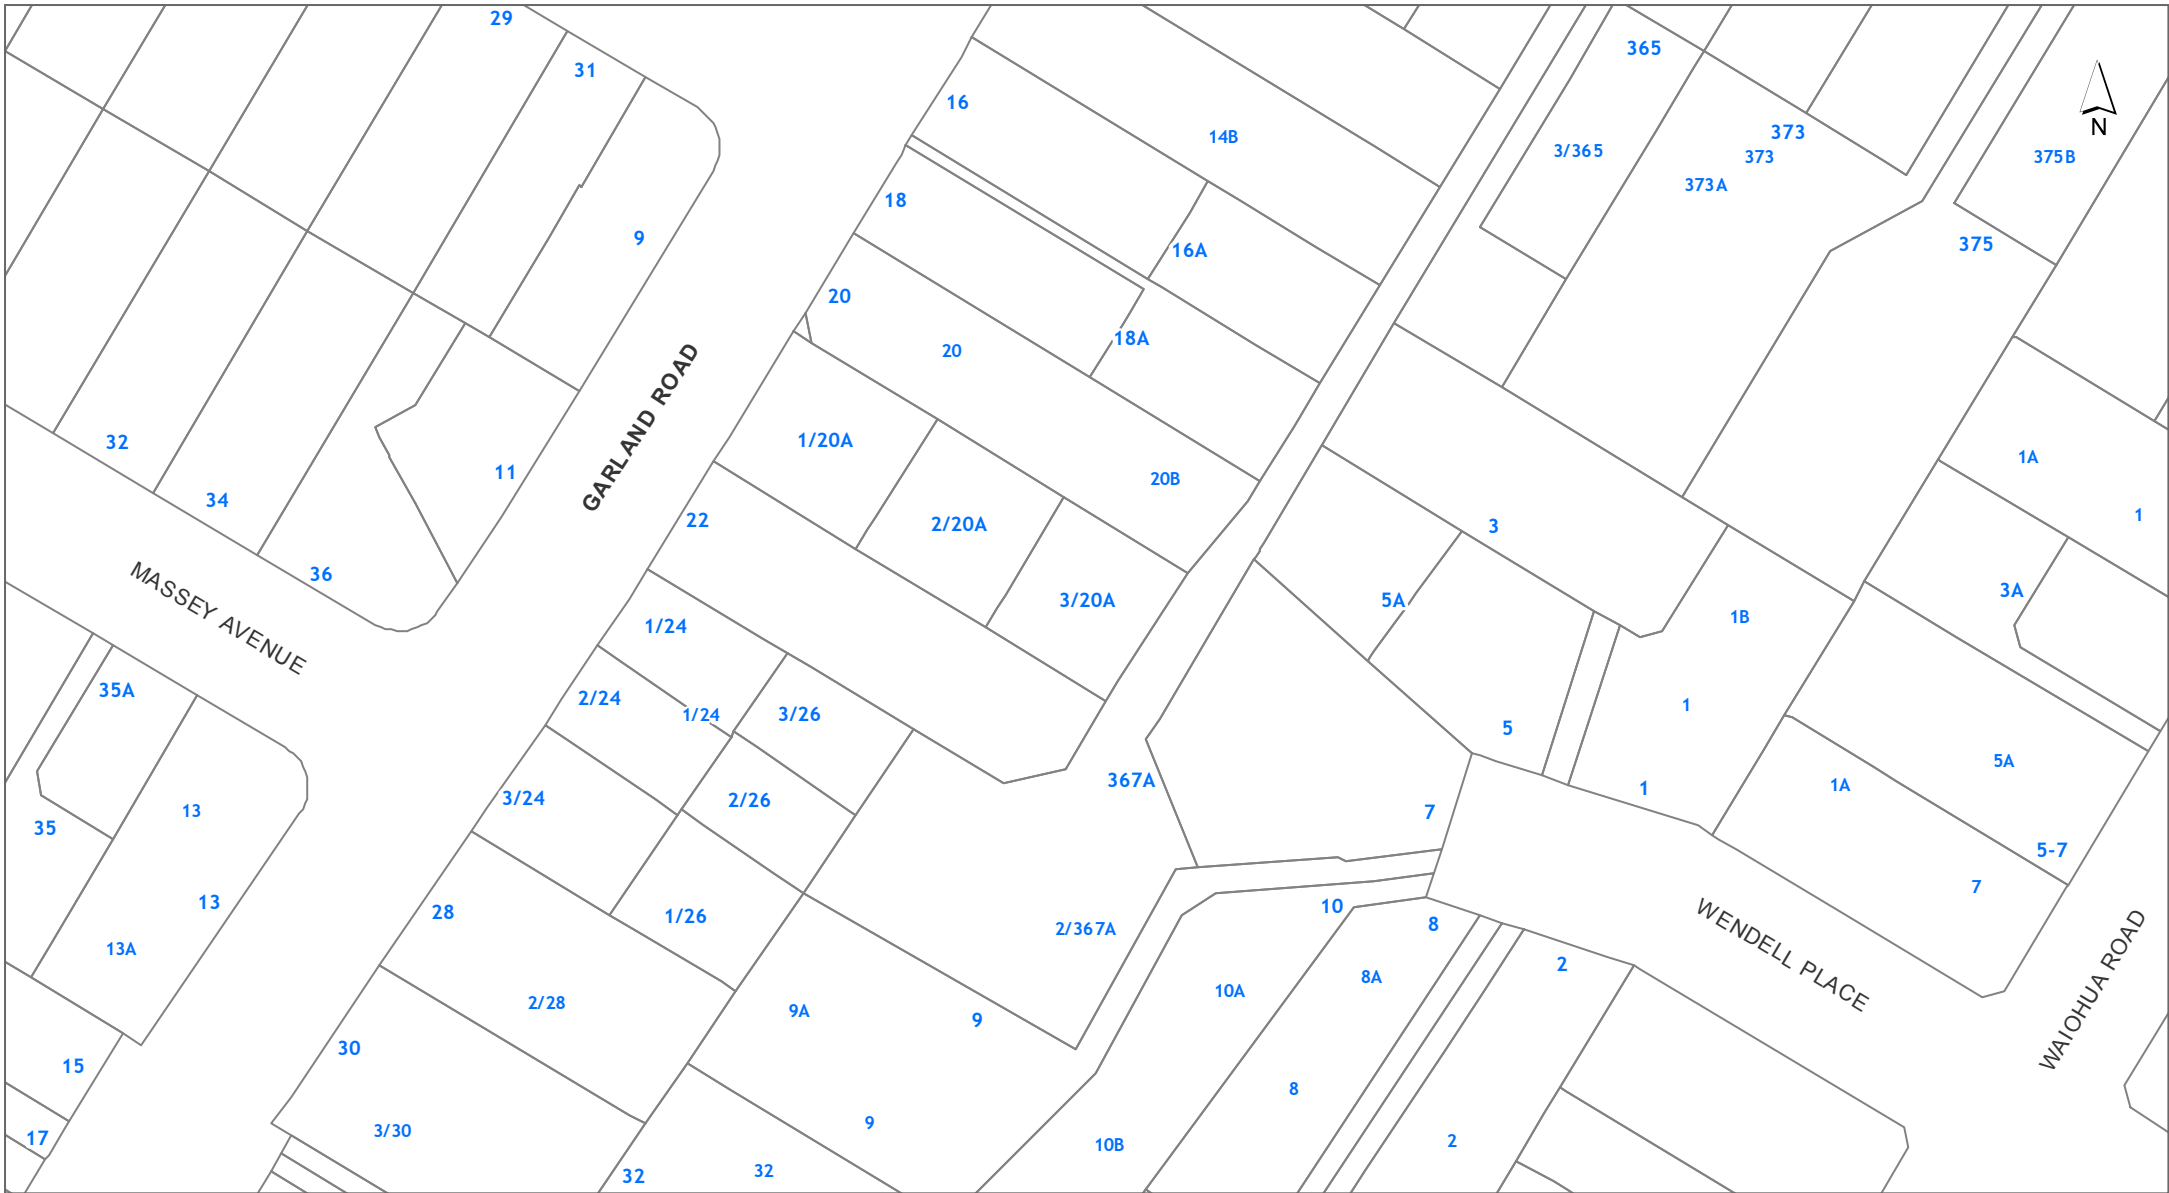 29
365
31
16
373
14B
3/365
373
375B
N
373A
18
9
375
16A
20
18A
20
GARLAND ROAD
1/20A
32
1A
11
20B
34
1
22
2/20A
3
36
MASSEY AVENUE
3A
5A
3/20A
1B
1/24
35A
2/24
1
1/24
3/26
5
5A
367A
1A
1
3/24
2/26
13
7
35
5-7
7
13
10
28
1/26
WENDELL PLACE
8
2/367A
WAIOHUA ROAD
13A
2
8A
10A
2/28
9A
9
30
15
8
9
3/30
17
2
10B
32
32